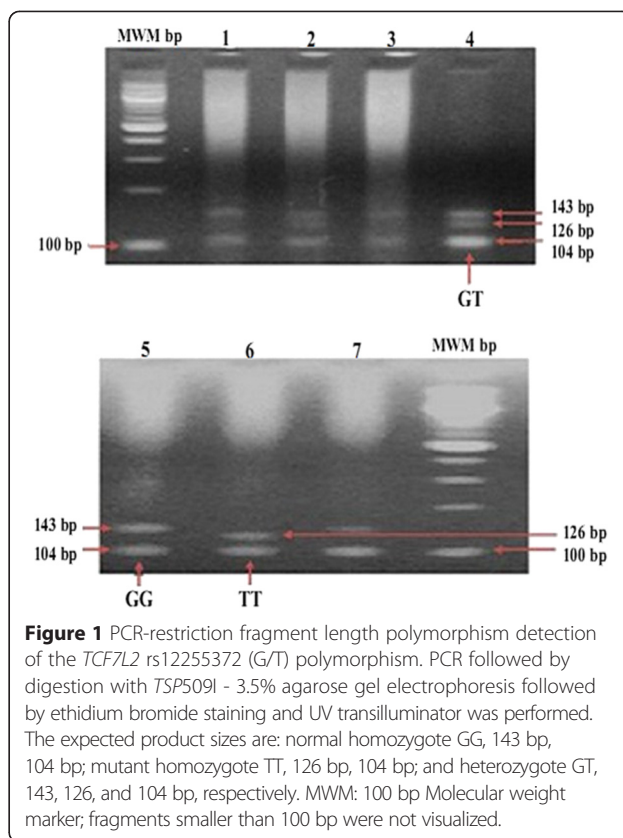 MWM bp 1 2 3 4
143 bp
100 bp
126 bp
104 bp
GT
5 6 7 MWM bp
143 bp
126 bp
104 bp
100 bp
GG TT
Figure 1 PCR-restriction fragment length polymorphism detection
of the TCF7L2 rs12255372 (G/T) polymorphism. PCR followed by
digestion with TSP509I - 3.5% agarose gel electrophoresis followed
by ethidium bromide staining and UV transilluminator was performed.
The expected product sizes are: normal homozygote GG, 143 bp,
104 bp; mutant homozygote TT, 126 bp, 104 bp; and heterozygote GT,
143, 126, and 104 bp, respectively. MWM: 100 bp Molecular weight
marker; fragments smaller than 100 bp were not visualized.